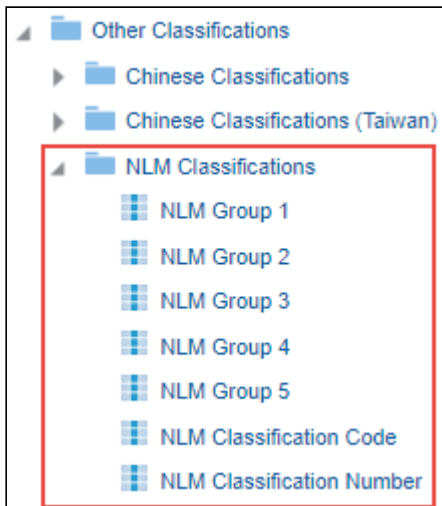 Other Classifications
Chinese Classifications
Chinese Classifications (Taiwan)
NLM Classifications
NLM Group 1
NLM Group 2
NLM Group 3
NLM Group 4
NLM Group 5
NLM Classification Code
NLM Classification Number